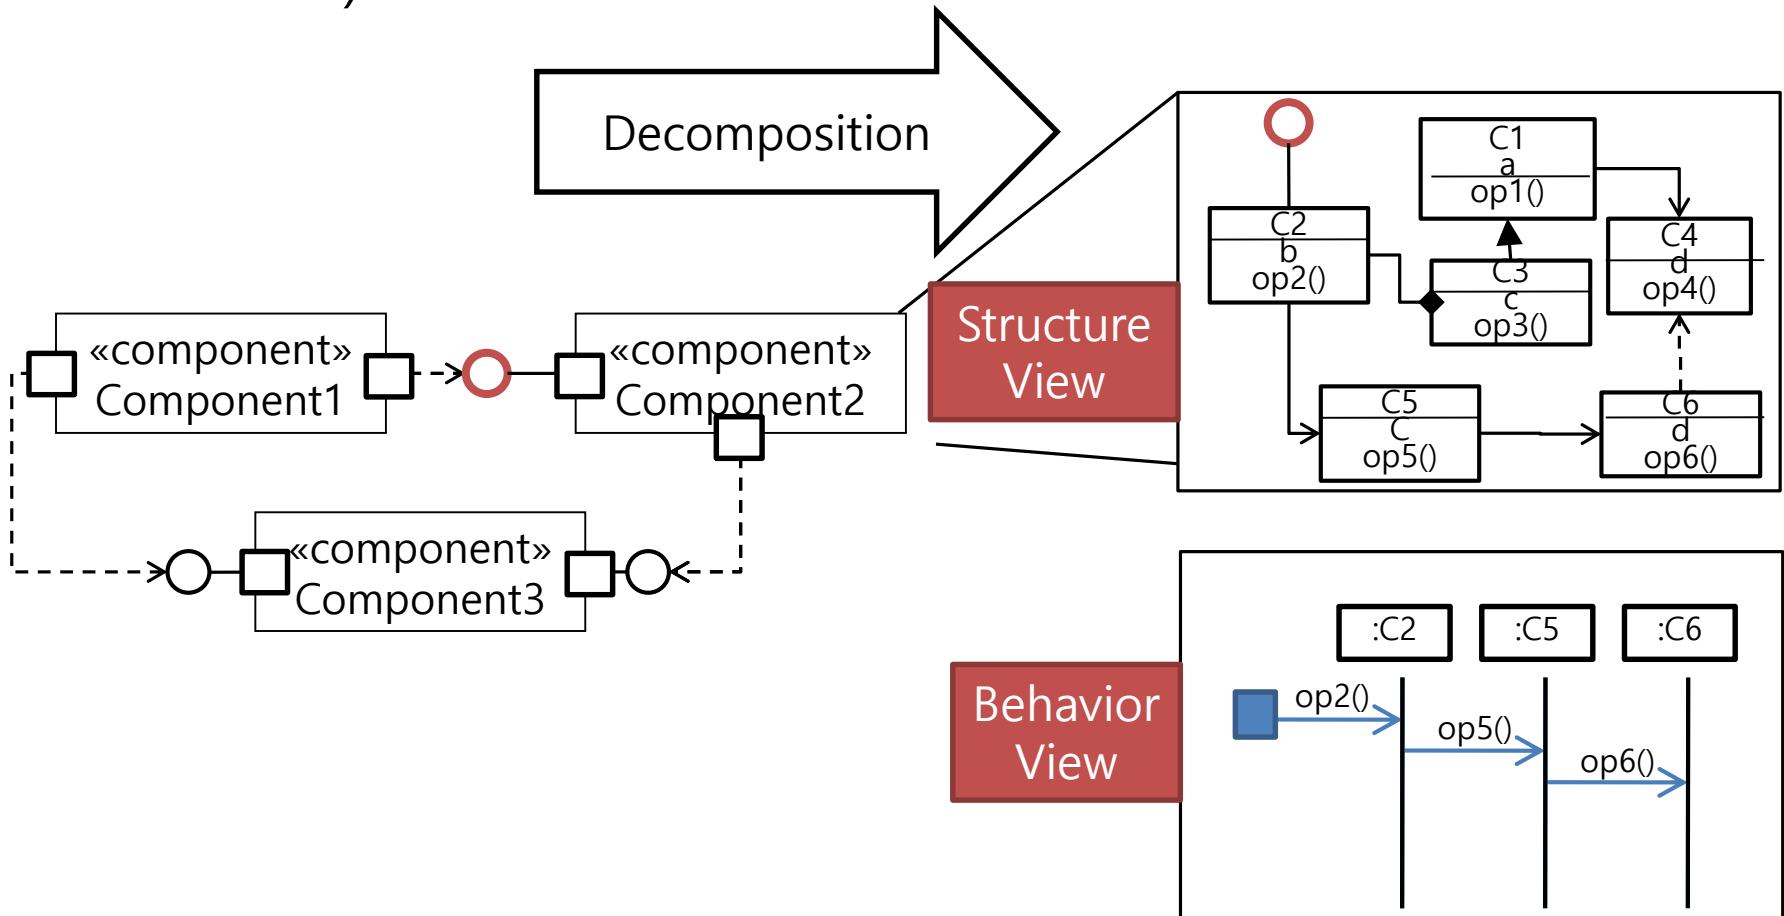 )
Decomposition
«component»
Component1
«component»
Component2
«component»
Component3
Structure
View
C1
a
op1()
C2
b
op2()
C3
c
op3()
C4
d
op4()
C5
C
op5()
C6
d
op6()
Behavior
View
:C2
:C5
:C6
op2()
op5()
op6()